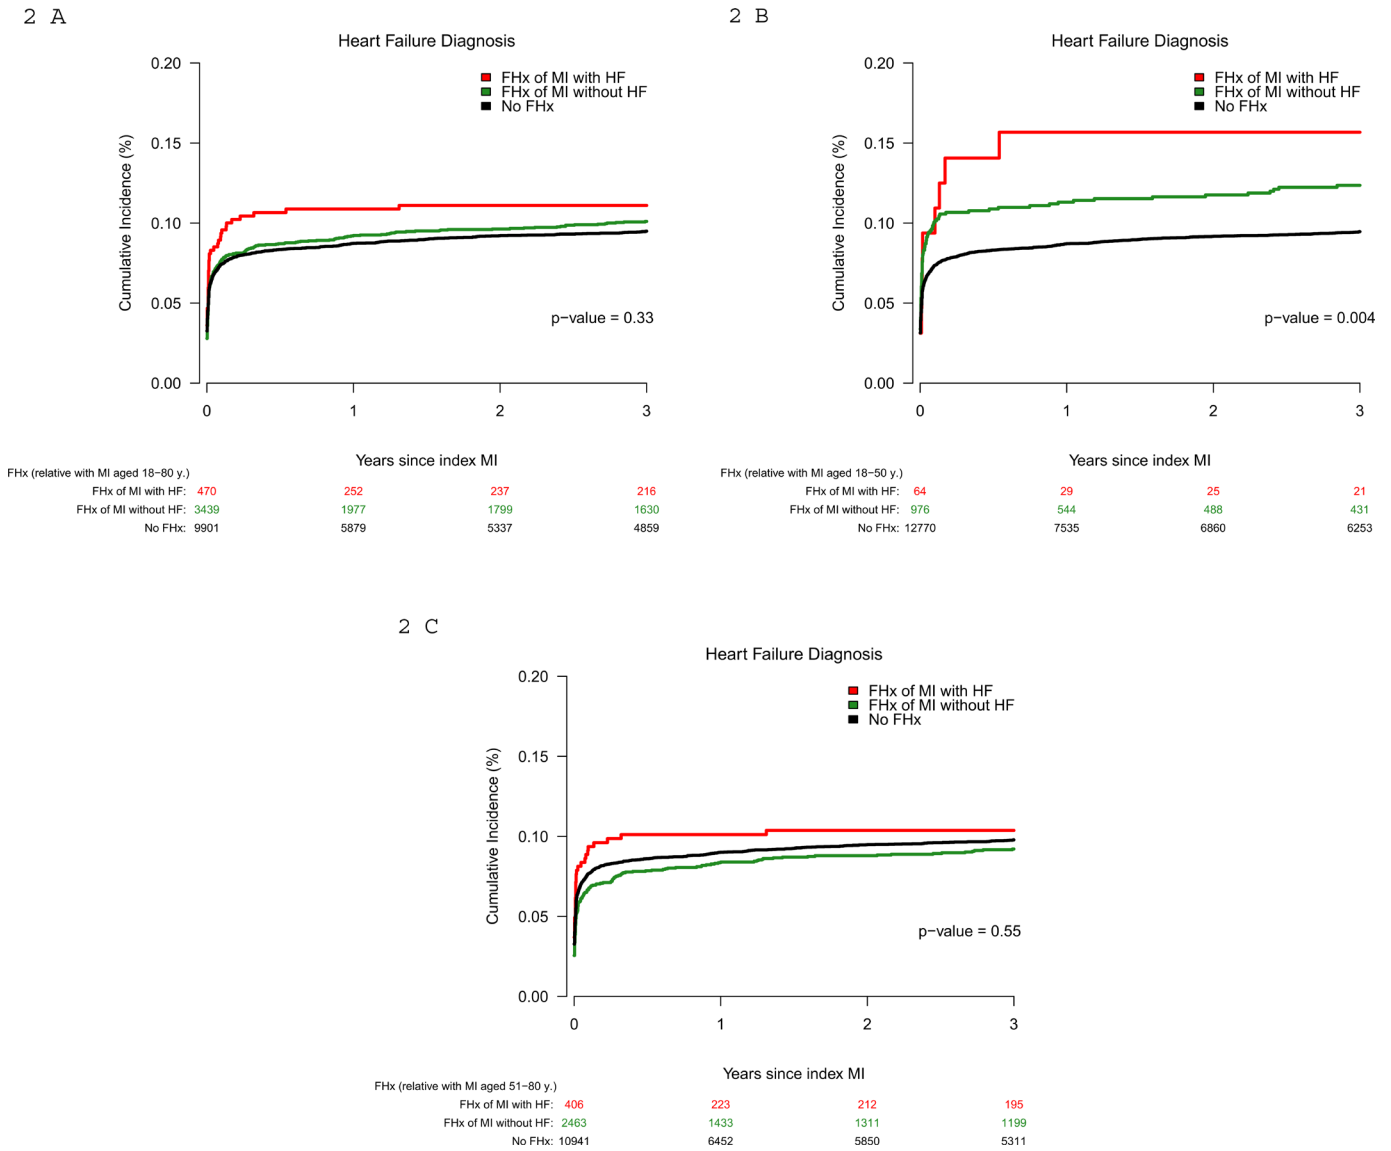 2 A
Heart Failure Diagnosis
FHx of MI with HF
FHx of MI without HF
No FHx
Cumulative Incidence (%)
0.20
0.15
0.10
0.05
0.00
p−value = 0.33
0 1 2 3
Years since index MI
FHx (relative with MI aged 18−80 y.)
FHx of MI with HF: 470 252 237 216
FHx of MI without HF: 3439 1977 1799 1630
No FHx: 9901 5879 5337 4859
2 B
Heart Failure Diagnosis
FHx of MI with HF
FHx of MI without HF
No FHx
Cumulative Incidence (%)
0.20
0.15
0.10
0.05
0.00
p−value = 0.004
0 1 2 3
Years since index MI
FHx (relative with MI aged 18−50 y.)
FHx of MI with HF: 64 29 25 21
FHx of MI without HF: 976 544 488 431
No FHx: 12770 7535 6860 6253
2 C
Heart Failure Diagnosis
FHx of MI with HF
FHx of MI without HF
No FHx
Cumulative Incidence (%)
0.20
0.15
0.10
0.05
0.00
p−value = 0.55
0 1 2 3
Years since index MI
FHx (relative with MI aged 51−80 y.)
FHx of MI with HF: 406 223 212 195
FHx of MI without HF: 2463 1433 1311 1199
No FHx: 10941 6452 5850 5311